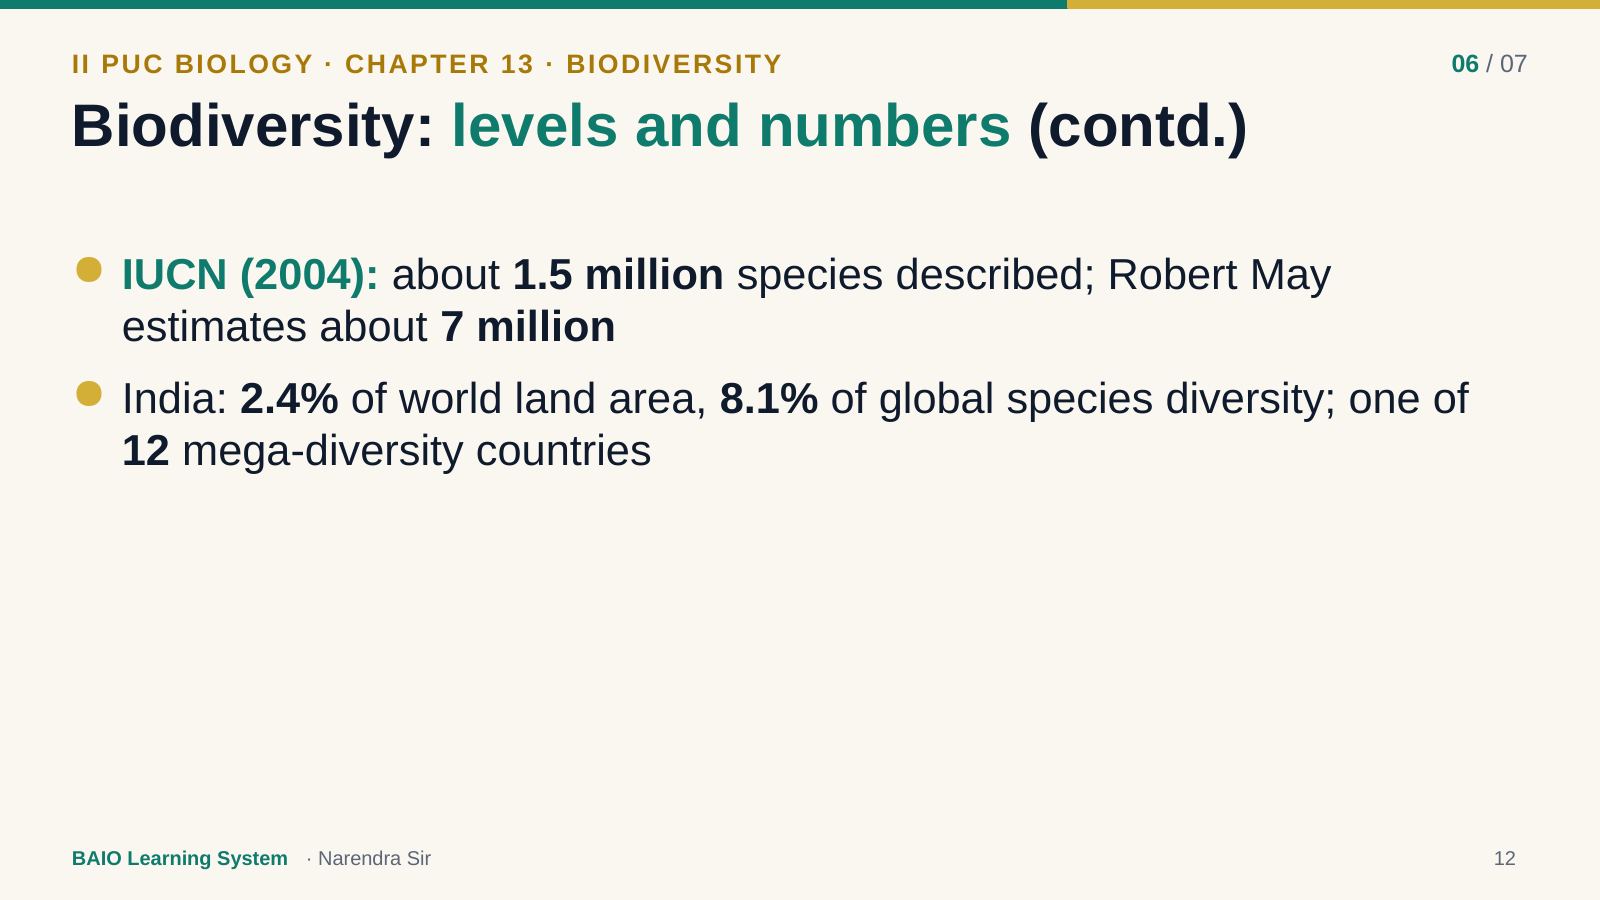 II PUC BIOLOGY · CHAPTER 13 · BIODIVERSITY
06 / 07
Biodiversity: levels and numbers (contd.)
IUCN (2004): about 1.5 million species described; Robert May
estimates about 7 million
India: 2.4% of world land area, 8.1% of global species diversity; one of
12 mega-diversity countries
BAIO Learning System · Narendra Sir
12